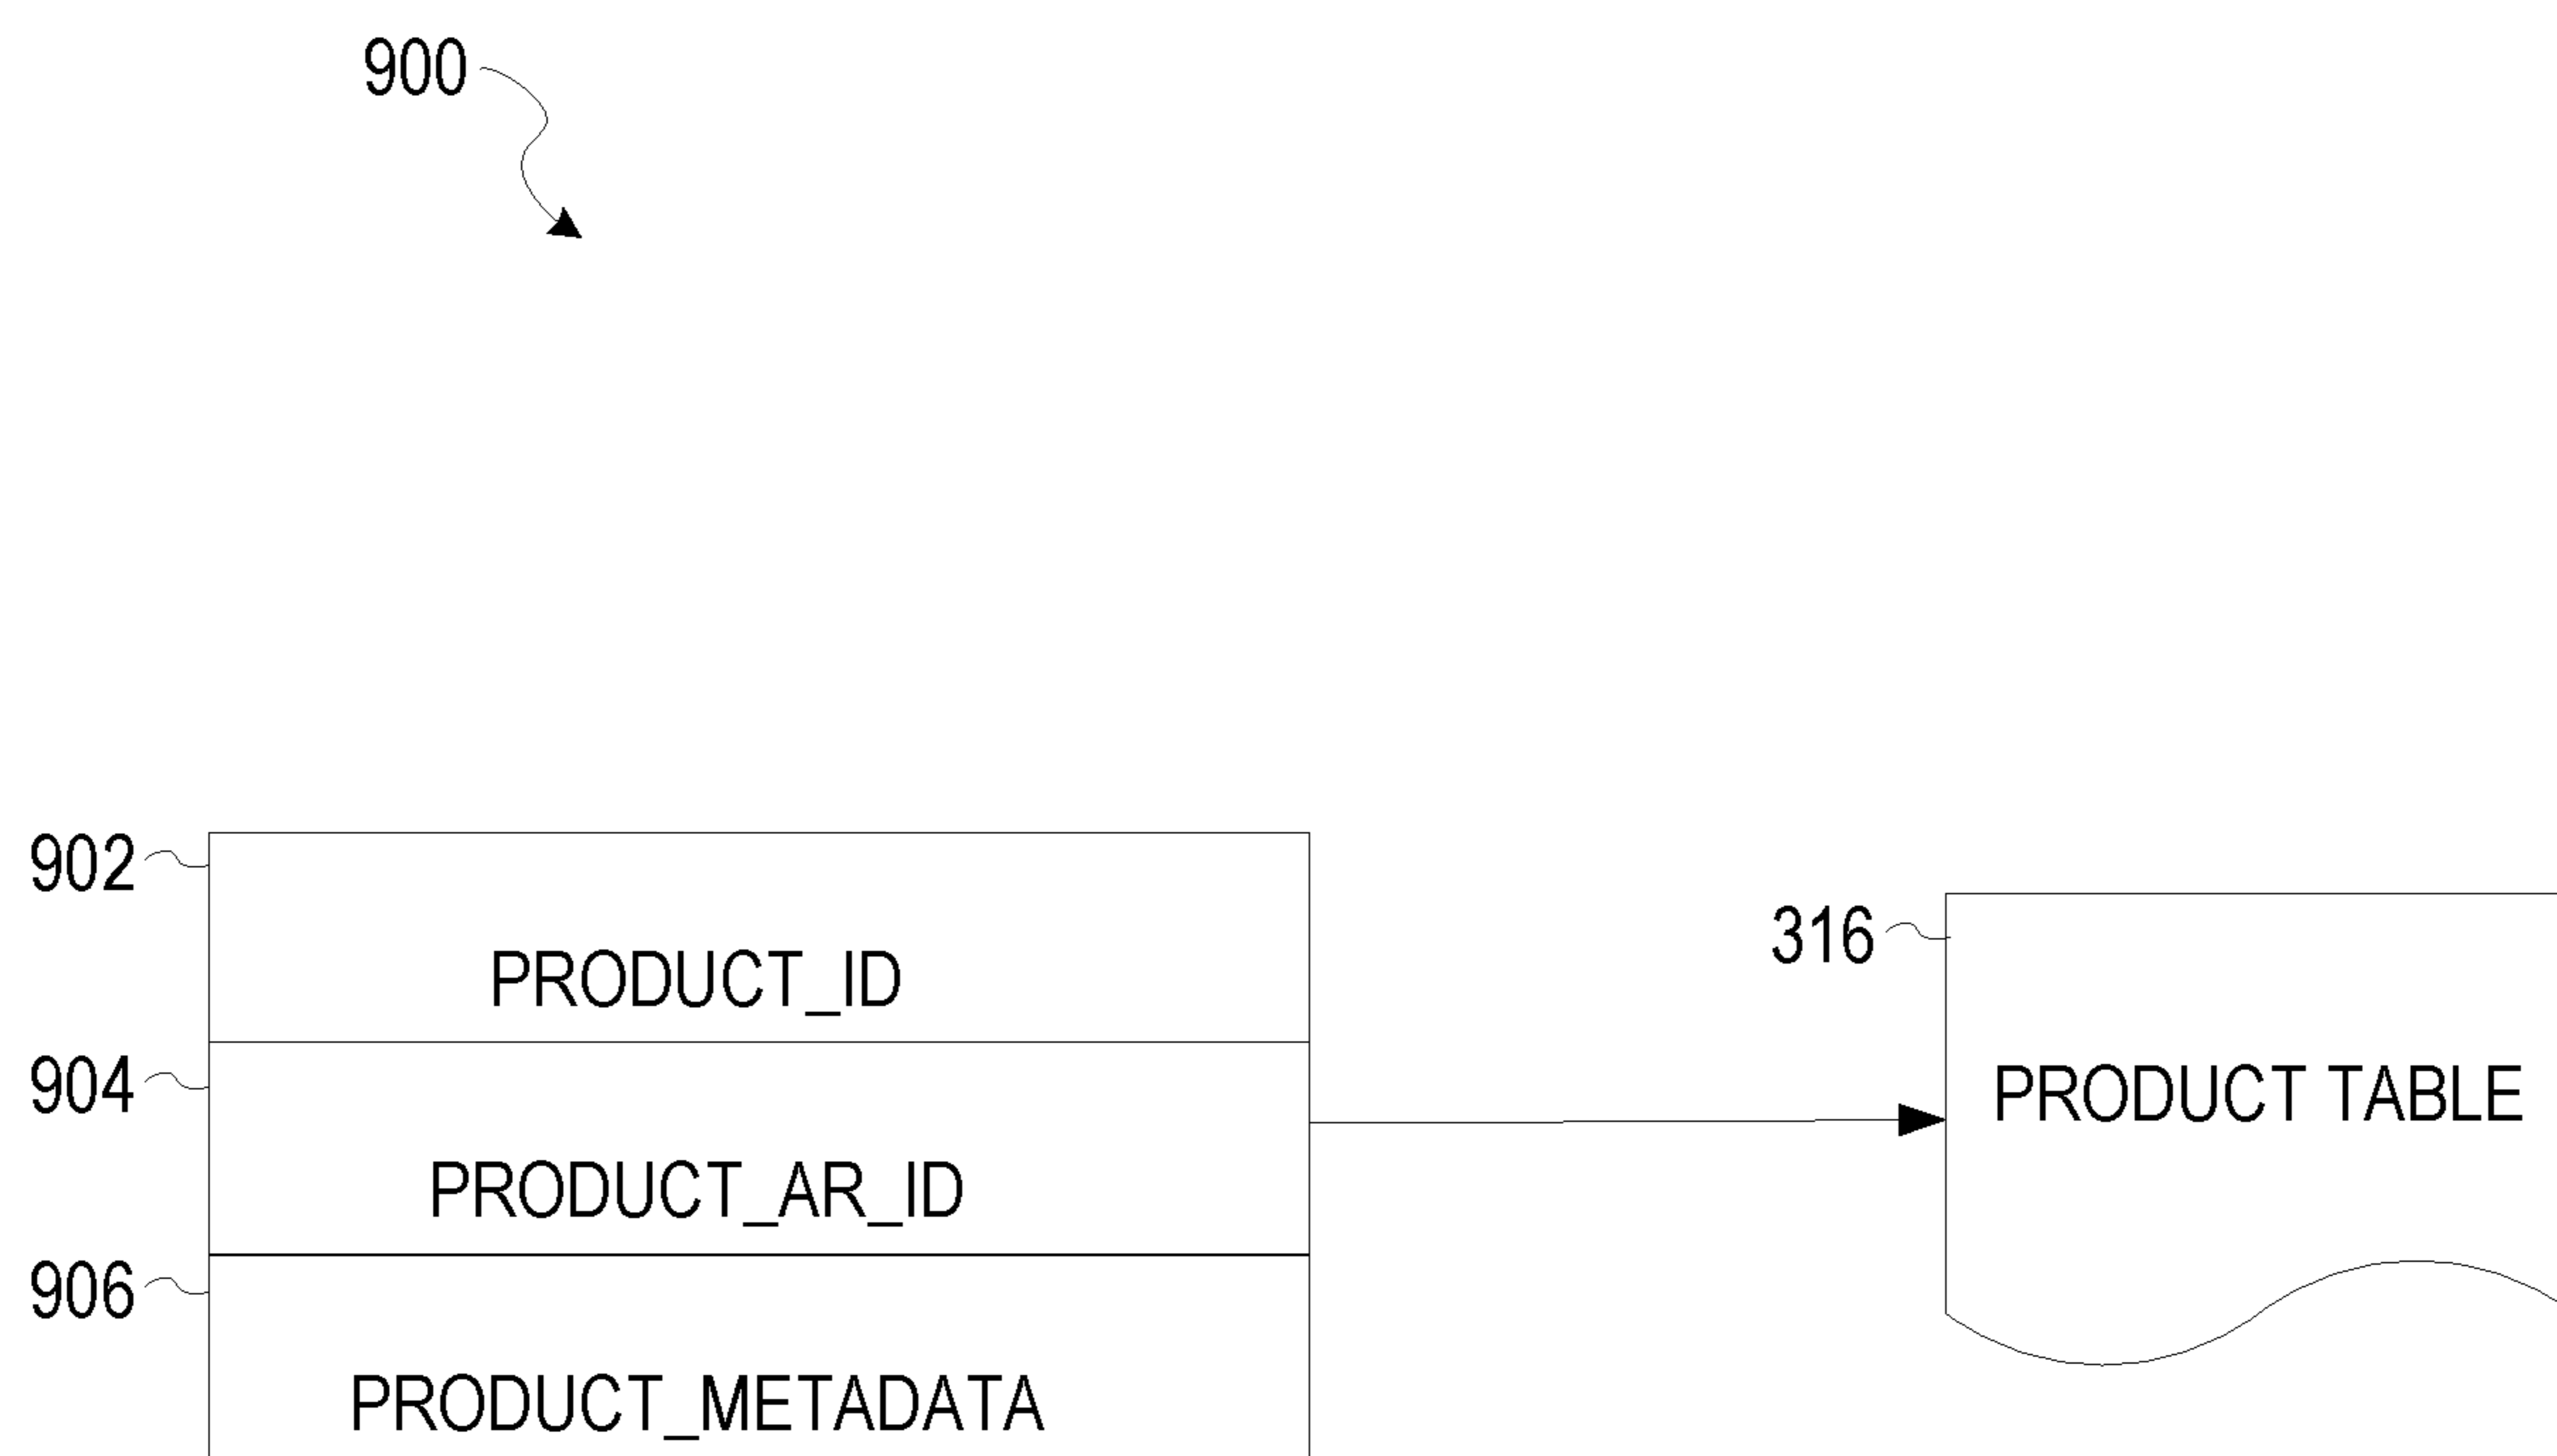 900
902
PRODUCT_ID
316
904
PRODUCT TABLE
PRODUCT_AR_ID
906
PRODUCT_METADATA